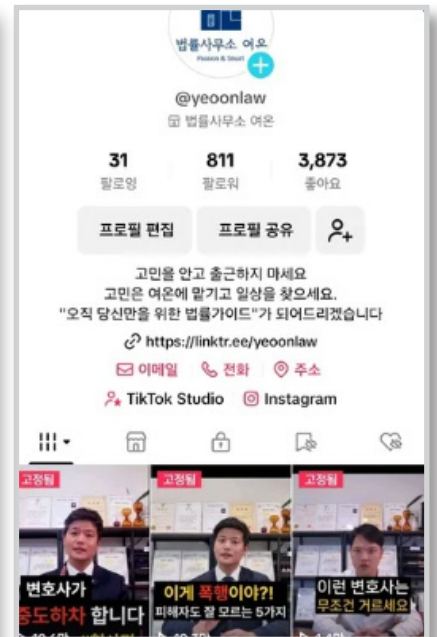 법률사무소 여온
Passion & Smart
@yeoonlaw
법률사무소 여온
31
811
3,873
팔로잉
팔로워
좋아요
프로필 편집
프로필 공유
고민을 안고 출근하지 마세요
고민은 여온에 맡기고 일상을 찾으세요.
"오직 당신만을 위한 법률가이드"가 되어드리겠습니다
https://linktr.ee/yeoonlaw
이메일
전화
주소
TikTok Studio
Instagram
고정됨
고정됨
고정됨
변호사가
중도하차 합니다
이게 폭행이야?!
피해자도 잘 모르는 5가지
이런 변호사는
무조건 거르세요